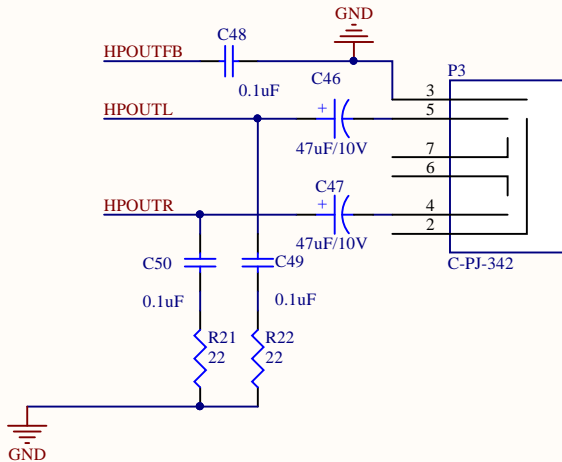 GND
C48
HPOUTFB
P3
C46
0.1uF
3
HPOUTL
+
5
47uF/10V
7
6
C47
+
HPOUTR
4
2
47uF/10V
C50
C49
C-PJ-342
0.1uF
0.1uF
R21
22
R22
22
GND